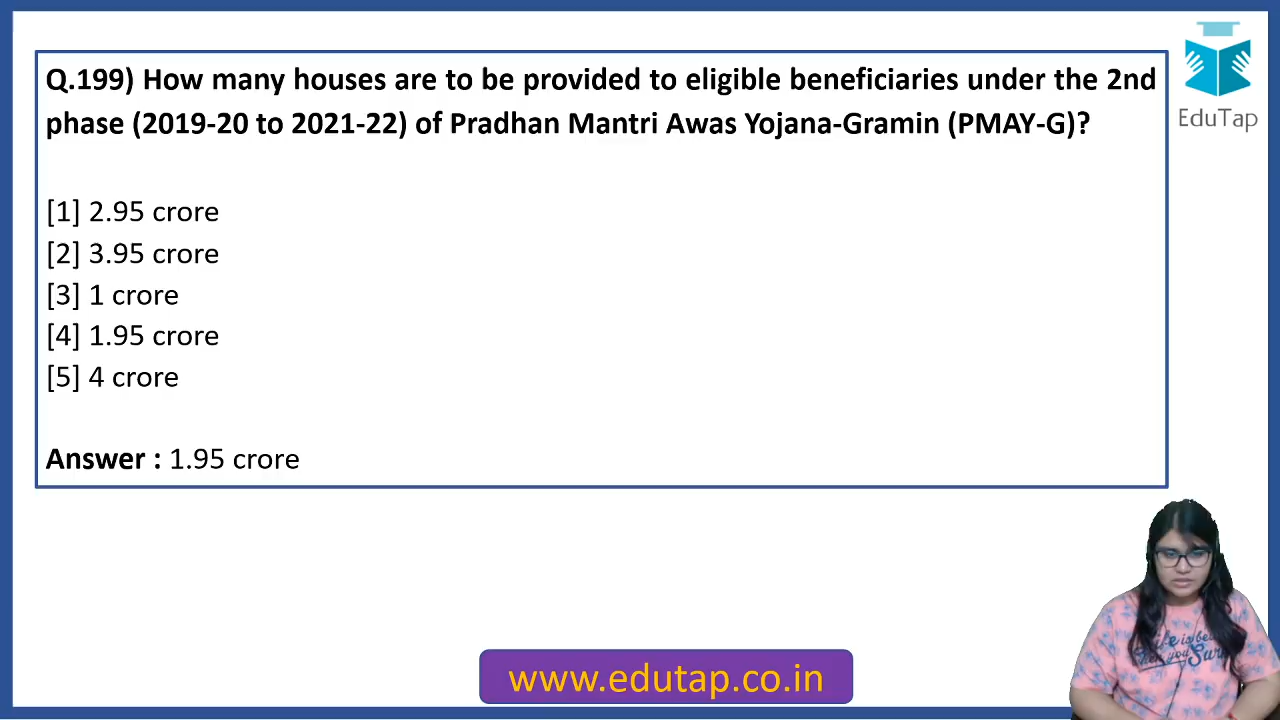 Q.199) How many houses are to be provided to eligible beneficiaries under the 2nd
phase (2019-20 to 2021-22) of Pradhan Mantri Awas Yojana-Gramin (PMAY-G)?
[1] 2.95 crore
[2] 3.95 crore
[3] 1 crore
[4] 1.95 crore
[5] 4 crore
Answer : 1.95 crore
EduTap
www.edutap.co.in